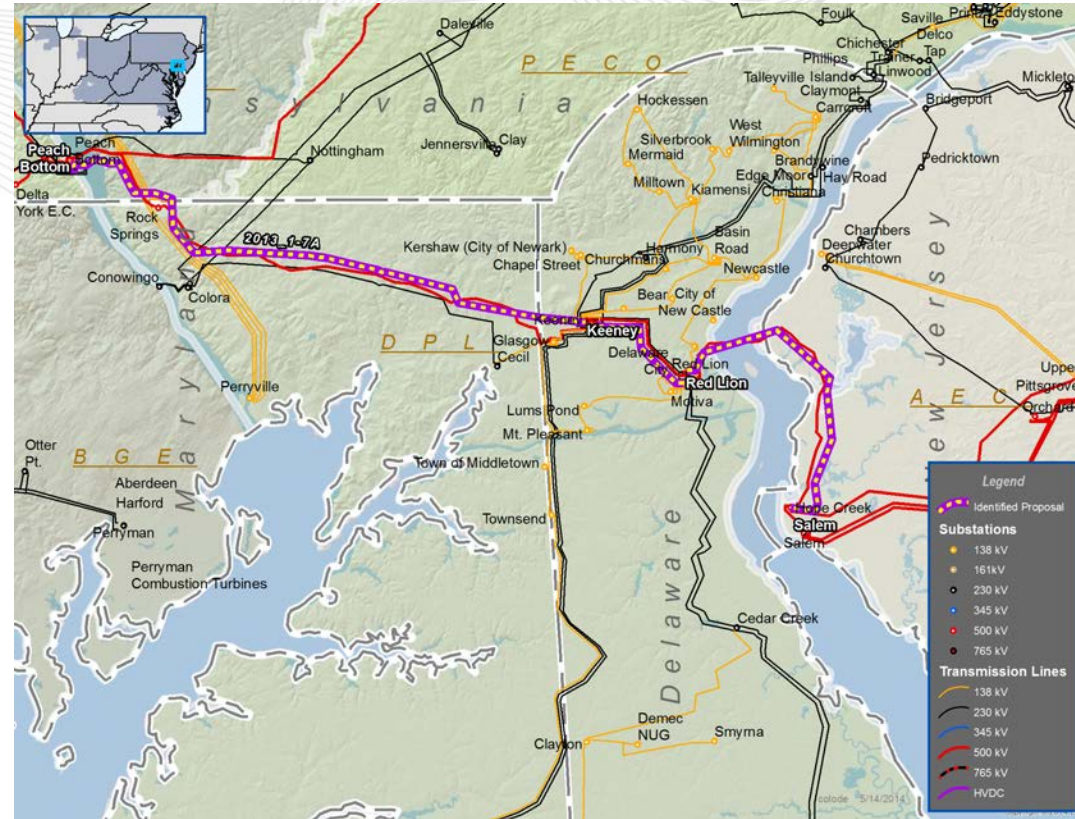 Daleville
Foulk
Saville
Eddystone
Delco
Chichester
Tap
Trainer
Phillips
Linwood
P E C O
Talleyville Island
Claymont
Mickleton
Carrcroft
Bridgeport
n s y l v a n i a
Hockessen
Jennersville
Clay
Silverbrook
West
Wilmington
Peach
Bottom
Peach
Bottom
Nottingham
Mermaid
Brandywine
Pedricktown
Edge Moor
Hay Road
Delta
York E.C.
Milltown
Kiamensi
Christiana
Rock
Springs
2013_1-7A
Kershaw (City of Newark)
Chapel Street
Churchmans
Harmony
Basin
Road
Chambers
Deepwater
Churchtown
Conowingo
Colora
Newcastle
Bear
City of
New Castle
Keeney
Keeney
D P L
Glasgow
Cecil
Delaware
City
Red Lion
Red Lion
Motiva
Upper
Pittsgrove
Orchard
A E C
New Jersey
Perryville
Maryland
Lums Pond
Mt. Pleasant
Otter
Pt.
B G E
Town of Middletown
Aberdeen
Harford
Perryman
Townsend
Hope Creek
Salem
Salem
Perryman
Combustion Turbines
Delaware
Cedar Creek
Demec
NUG
Smyrna
Clayton
Legend
Identified Proposal
Substations
138 kV
161kV
230 kV
345 kV
500 kV
765 kV
Transmission Lines
138 kV
230 kV
345 kV
500 kV
765 kV
HVDC
colode 5/14/2014